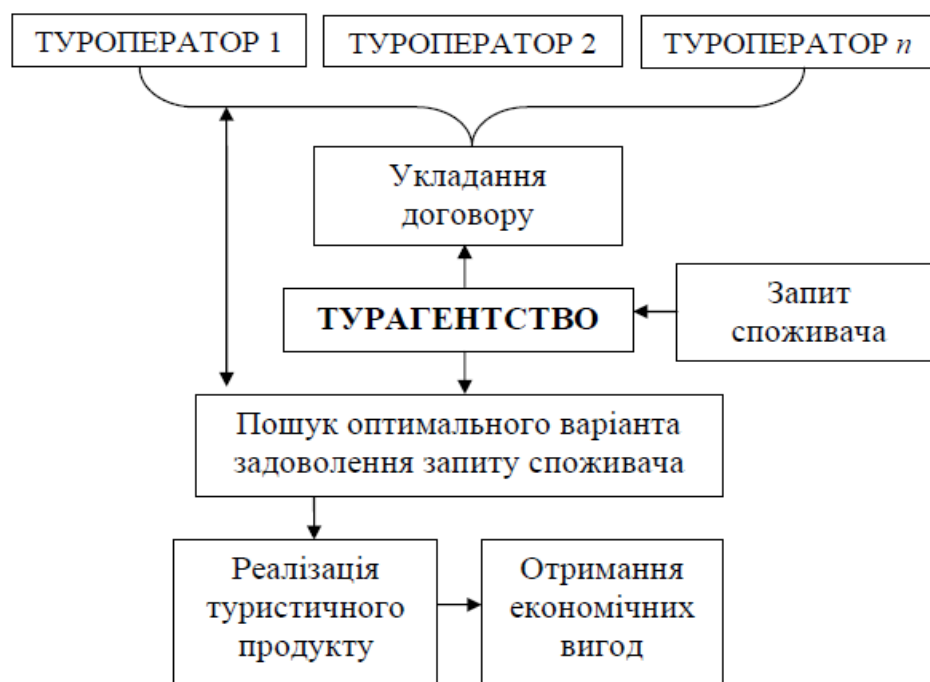 ТУРОПЕРАТОР 1
ТУРОПЕРАТОР 2
ТУРОПЕРАТОР n
Укладання
договору
ТУРАГЕНТСТВО
Запит
споживача
Пошук оптимального варіанта
задоволення запиту споживача
Реалізація
туристичного
продукту
Отримання
економічних
вигод